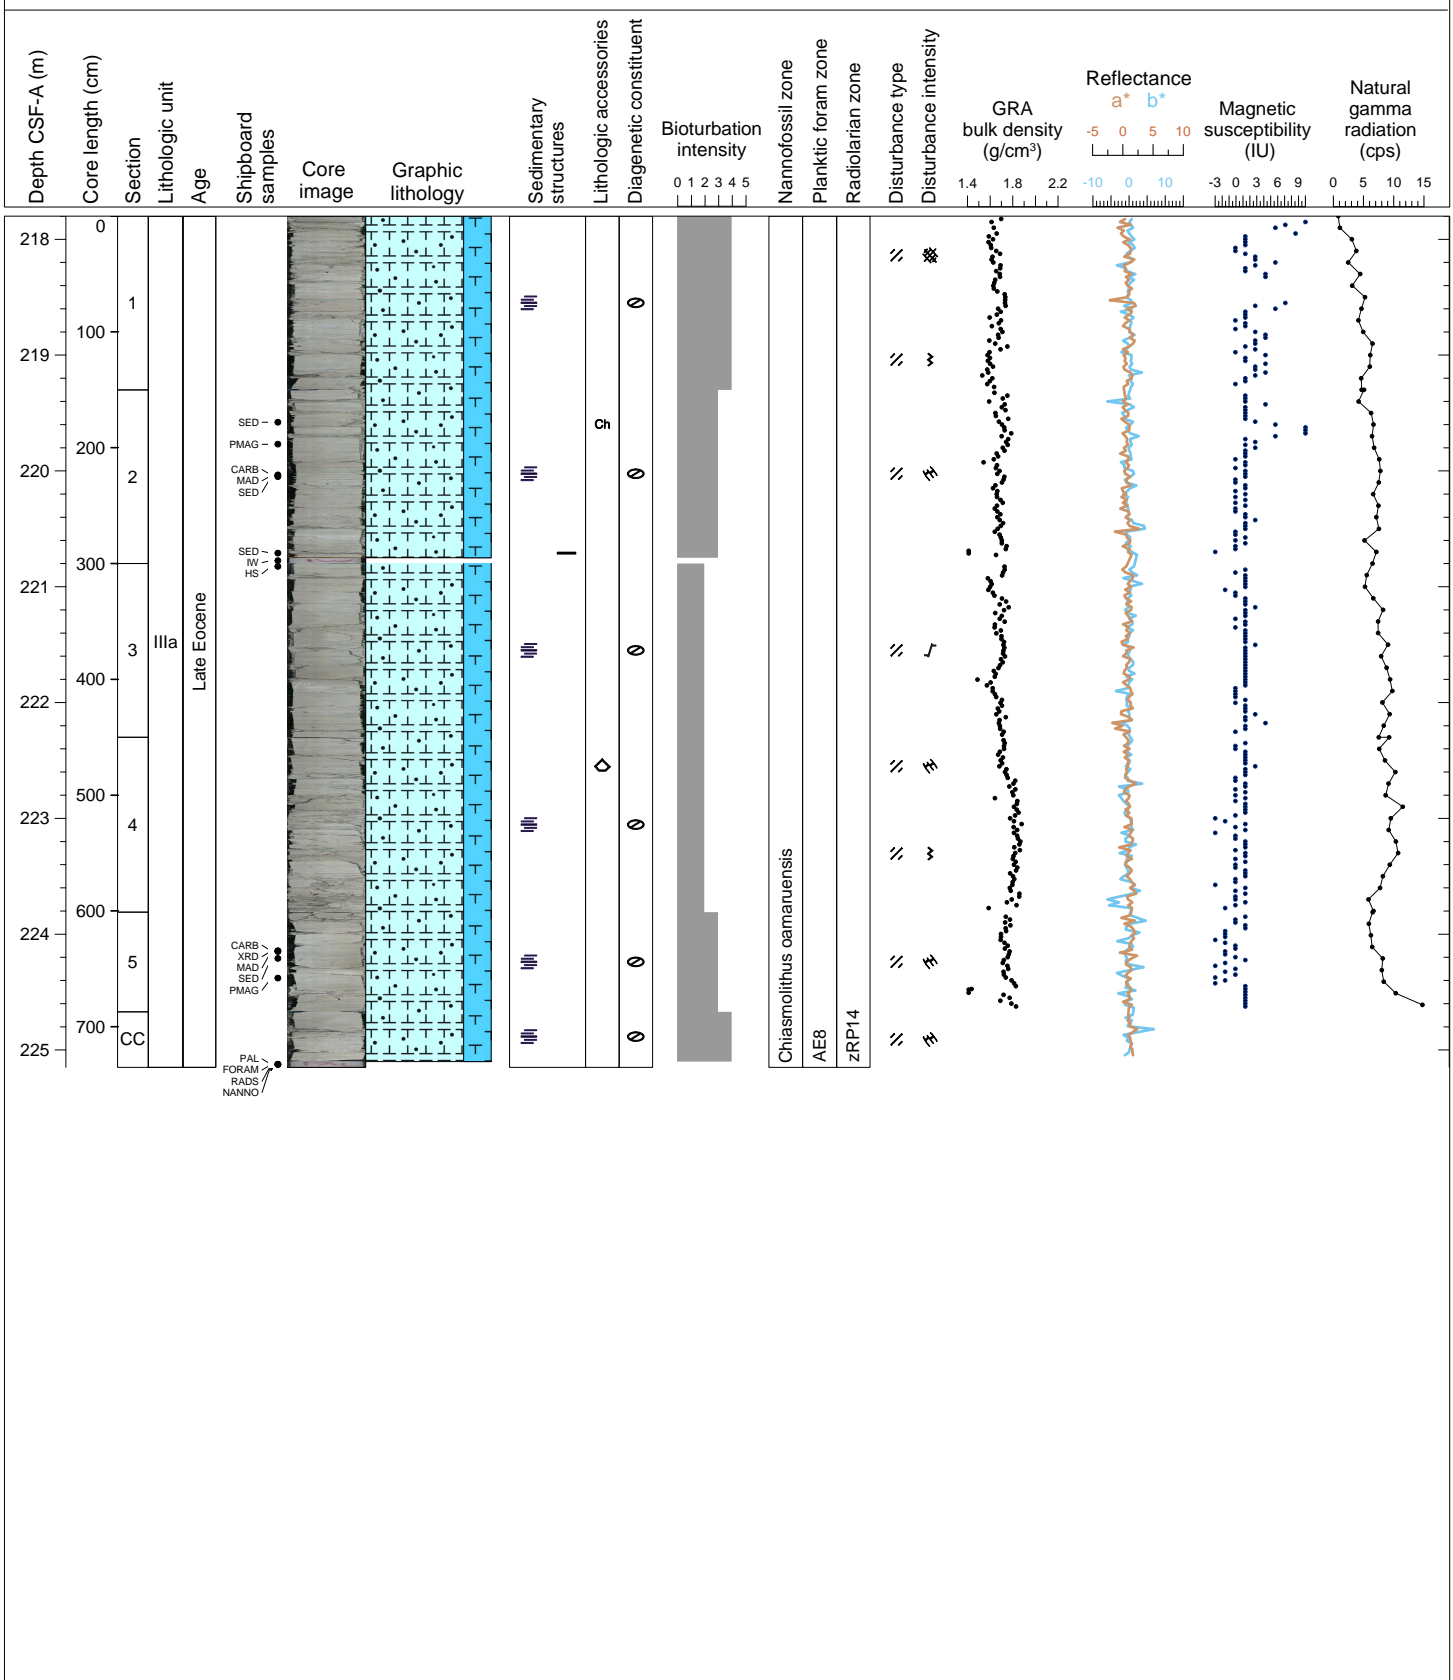 Depth CSF-A (m)
Core length (cm)
Section
Lithologic unit
Age
Shipboard
samples
Core
image
Graphic
lithology
Sedimentary
structures
Lithologic accessories
Diagenetic constituent
Bioturbation
intensity
0 1 2 3 4 5
Nannofossil zone
Planktic foram zone
Radiolarian zone
Disturbance type
Disturbance intensity
GRA
bulk density
(g/cm³)
1.4 1.8 2.2
Reflectance
a* b*
-5 0 5 10
-10 0 10
Magnetic
susceptibility
(IU)
-3 0 3 6 9
Natural
gamma
radiation
(cps)
0 5 10 15
218
219
220
221
222
223
224
225
0
100
200
300
400
500
600
700
1
2
3
4
5
CC
IIIa
Late Eocene
SED
PMAG
CARB
MAD
SED
SED
IW
HS
CARB
XRD
MAD
SED
PMAG
PAL
FORAM
RADS
NANNO
Ch
Chiasmolithus oamaruensis
AE8
zRP14